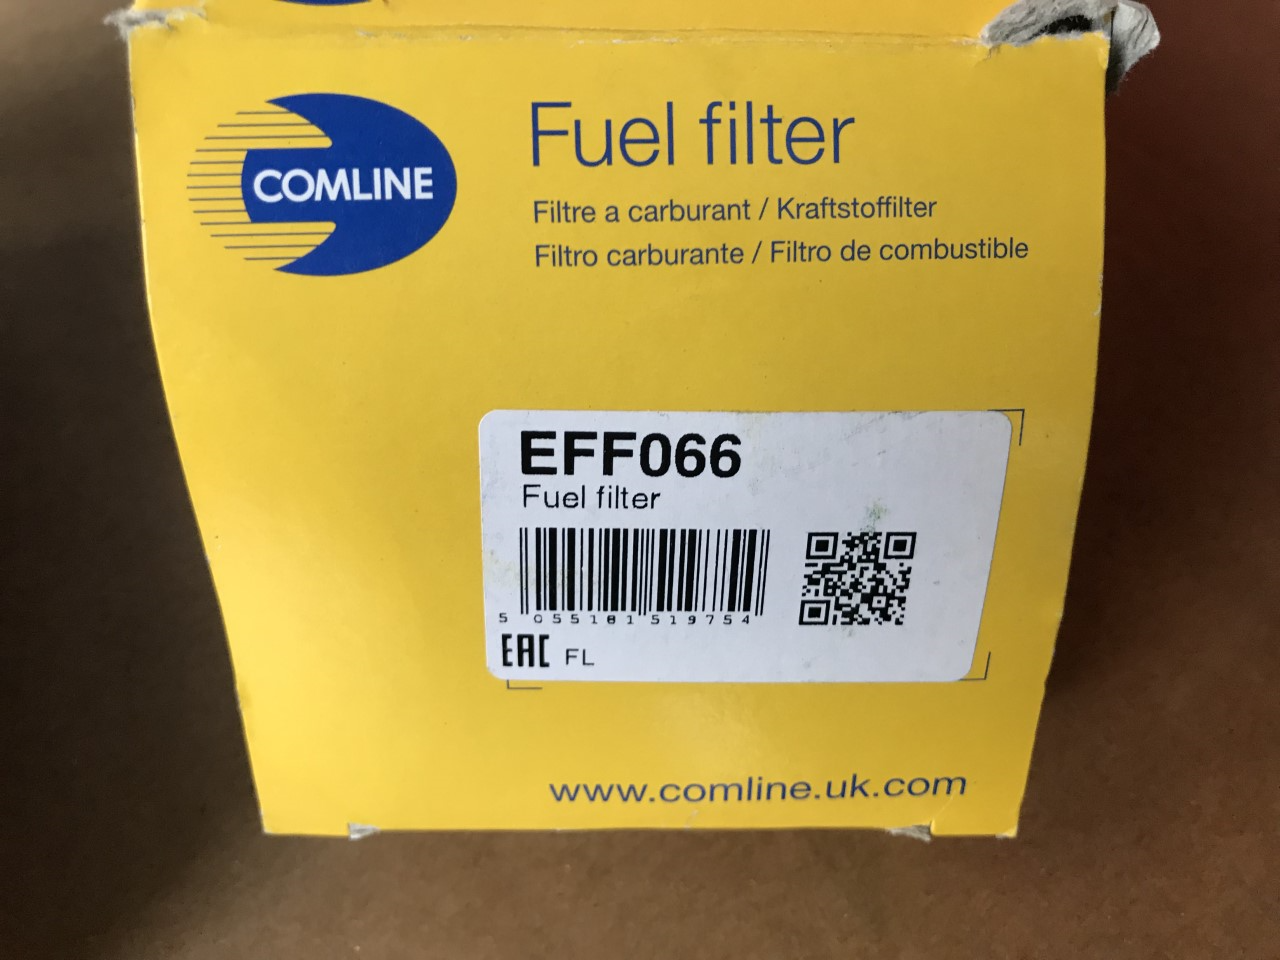 COMLINE
Fuel filter
Filtre a carburant / Kraftstoffilter
Filtro carburante / Filtro de combustible
EFF066
Fuel filter
5 055181 519754
EAC FL
www.comline.uk.com